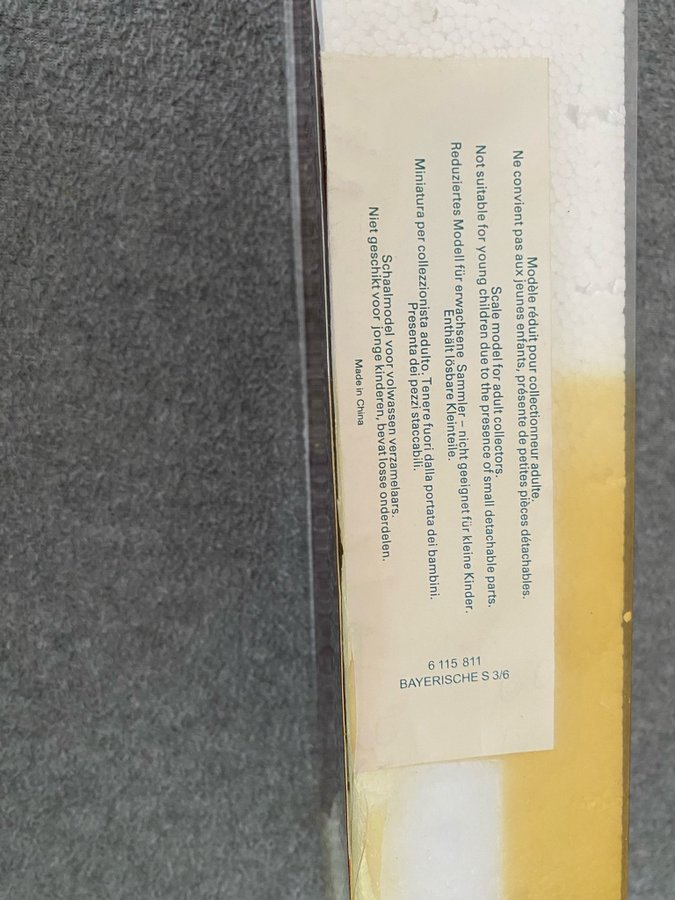 Modèle réduit pour collectionneur adulte.
Ne convient pas aux jeunes enfants, présente de petites pièces détachables.
Scale model for adult collectors.
Not suitable for young children due to the presence of small detachable parts.
Reduziertes Modell für erwachsene Sammler – nicht geeignet für kleine Kinder.
Enthält lösbare Kleinteile.
Miniatura per collezzionista adulto. Tenere fuori dalla portata dei bambini.
Presenta dei pezzi staccabili.
Schaalmodel voor volwassen verzamelaars.
Niet geschikt voor jonge kinderen, bevat losse onderdelen.
Made in China
6 115 811
BAYERISCHE S 3/6